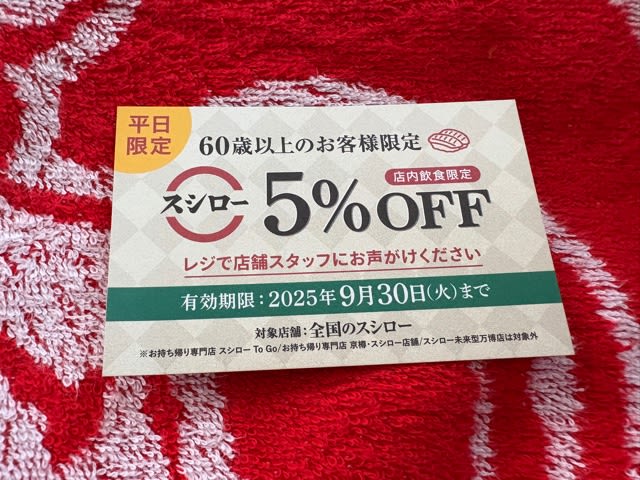 平日
限定
60歳以上のお客様限定
スシロー
5%OFF
店内飲食限定
レジで店舗スタッフにお声がけください
有効期限：2025年9月30日（火）まで
対象店舗：全国のスシロー
※お持ち帰り専門店 スシロー To Go/お持ち帰り専門店 京樽・スシロー店舗/スシロー未来型万博店は対象外